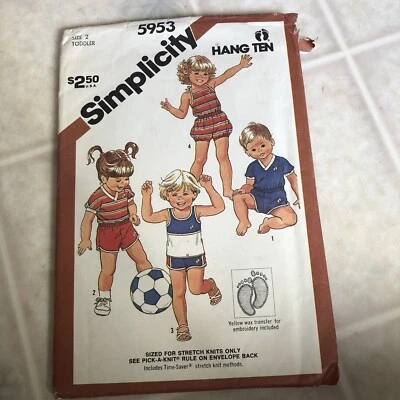 SIZE 2
TODDLER
5953
$2.50
U.S.A.
Simplicity
HANG TEN
4
1
2
3
Yellow wax transfer for
embroidery included
SIZED FOR STRETCH KNITS ONLY
SEE PICK-A-KNIT® RULE ON ENVELOPE BACK
Includes Time-Saver™ stretch knit methods.